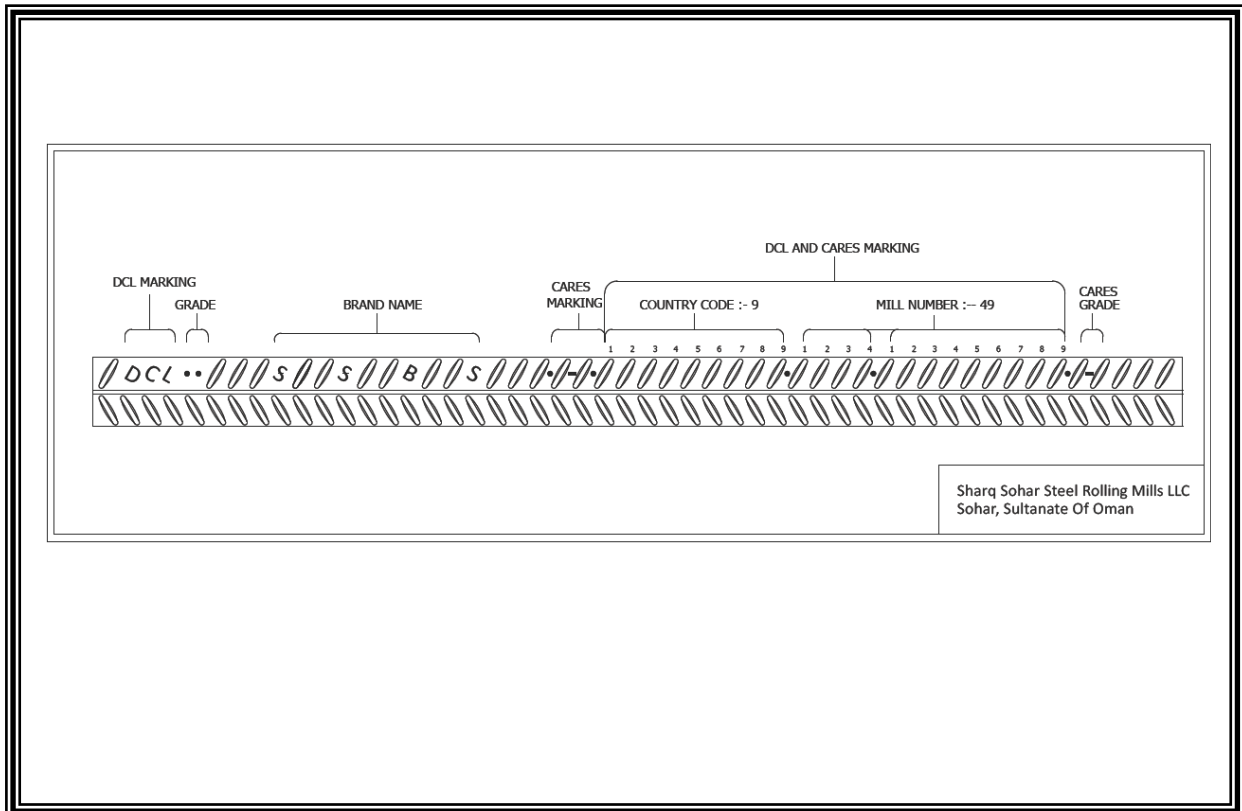 DCL AND CARES MARKING
DCL MARKING
GRADE
BRAND NAME
CARES
MARKING
COUNTRY CODE :- 9
MILL NUMBER :-- 49
CARES
GRADE
1 2 3 4 5 6 7 8 9 1 2 3 4 1 2 3 4 5 6 7 8 9
DCL •• S S B S • - • • • • -
Sharq Sohar Steel Rolling Mills LLC
Sohar, Sultanate Of Oman